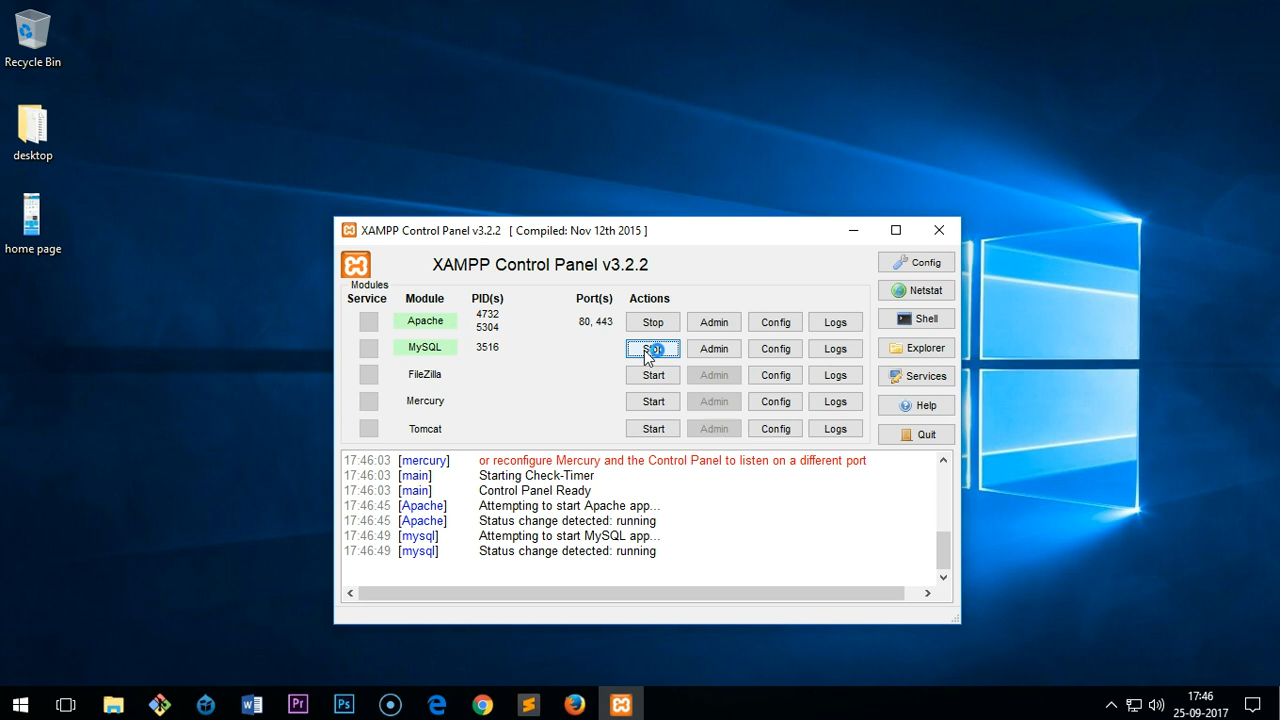 Recycle Bin
desktop
home page
XAMPP Control Panel v3.2.2 [ Compiled: Nov 12th 2015 ]
XAMPP Control Panel v3.2.2
Config
Modules
Service Module PID(s) Port(s) Actions
Netstat
Apache 4732 5304 80, 443 Stop Admin Config Logs
Shell
MySQL 3516 Admin Config Logs
Explorer
FileZilla Start Admin Config Logs
Services
Mercury Start Admin Config Logs
Help
Tomcat Start Admin Config Logs
Quit
17:46:03 [mercury] or reconfigure Mercury and the Control Panel to listen on a different port
17:46:03 [main] Starting Check-Timer
17:46:03 [main] Control Panel Ready
17:46:45 [Apache] Attempting to start Apache app...
17:46:45 [Apache] Status change detected: running
17:46:49 [mysql] Attempting to start MySQL app...
17:46:49 [mysql] Status change detected: running
Pr
Ps
17:46
25-09-2017